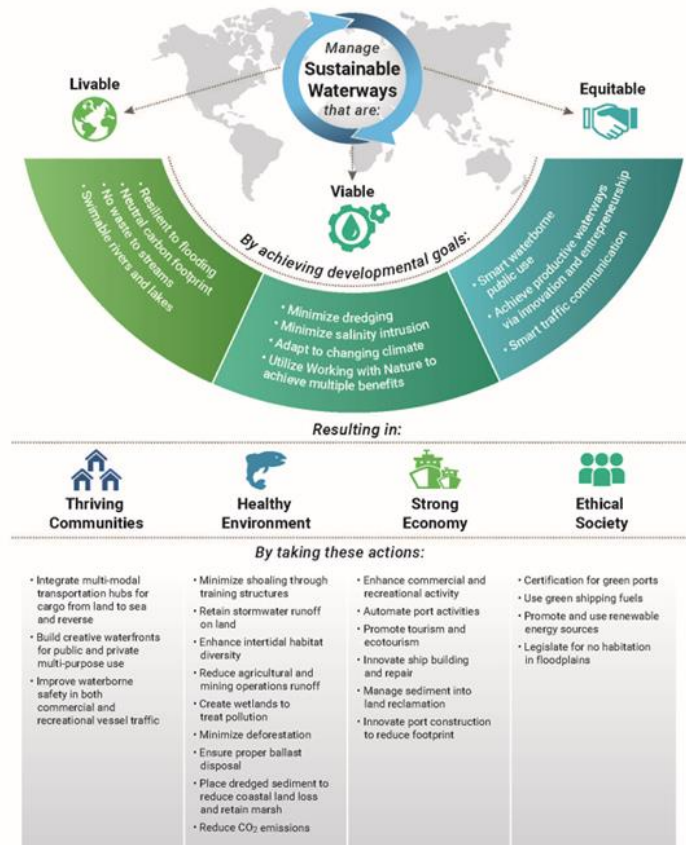 Manage
Sustainable
Waterways
that are:
Livable
Equitable
Viable
By achieving developmental goals:
• Resilient to flooding
• Neutral carbon footprint
• No waste to streams
• Swimable rivers and lakes
• Minimize dredging
• Minimize salinity intrusion
• Adapt to changing climate
• Utilize Working with Nature to
achieve multiple benefits
• Smart waterborne
public use
• Achieve productive waterways
via innovation and entrepreneurship
• Smart traffic communication
Resulting in:
Thriving
Communities
Healthy
Environment
Strong
Economy
Ethical
Society
By taking these actions:
• Integrate multi-modal
transportation hubs for
cargo from land to sea
and reverse
• Build creative waterfronts
for public and private
multi-purpose use
• Improve waterborne
safety in both
commercial and
recreational vessel traffic
• Minimize shoaling through
training structures
• Retain stormwater runoff
on land
• Enhance intertidal habitat
diversity
• Reduce agricultural and
mining operations runoff
• Create wetlands to
treat pollution
• Minimize deforestation
• Ensure proper ballast
disposal
• Place dredged sediment to
reduce coastal land loss
and retain marsh
• Reduce CO₂ emissions
• Enhance commercial and
recreational activity
• Automate port activities
• Promote tourism and
ecotourism
• Innovate ship building
and repair
• Manage sediment into
land reclamation
• Innovate port construction
to reduce footprint
• Certification for green ports
• Use green shipping fuels
• Promote and use renewable
energy sources
• Legislate for no habitation
in floodplains